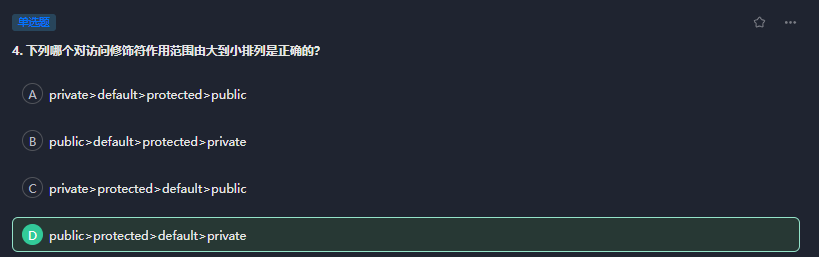 单选题
4. 下列哪个对访问修饰符作用范围由大到小排列是正确的?
A private>default>protected>public
B public>default>protected>private
C private>protected>default>public
D public>protected>default>private